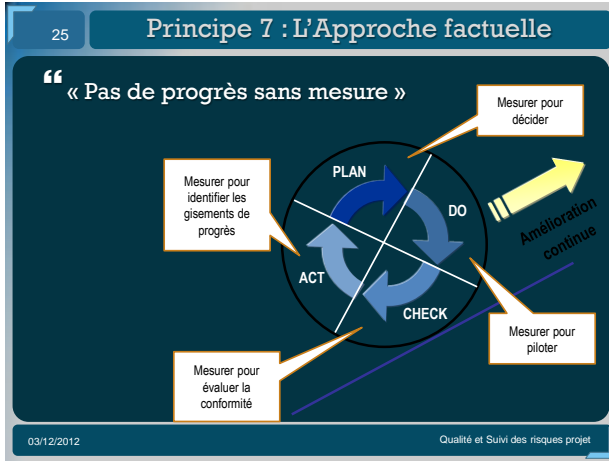 25
Principe 7 : L'Approche factuelle
“
« Pas de progrès sans mesure »
Mesurer pour
décider
PLAN
Mesurer pour
identifier les
gisements de
progrès
DO
Amélioration
continue
ACT
CHECK
Mesurer pour
piloter
Mesurer pour
évaluer la
conformité
03/12/2012
Qualité et Suivi des risques projet